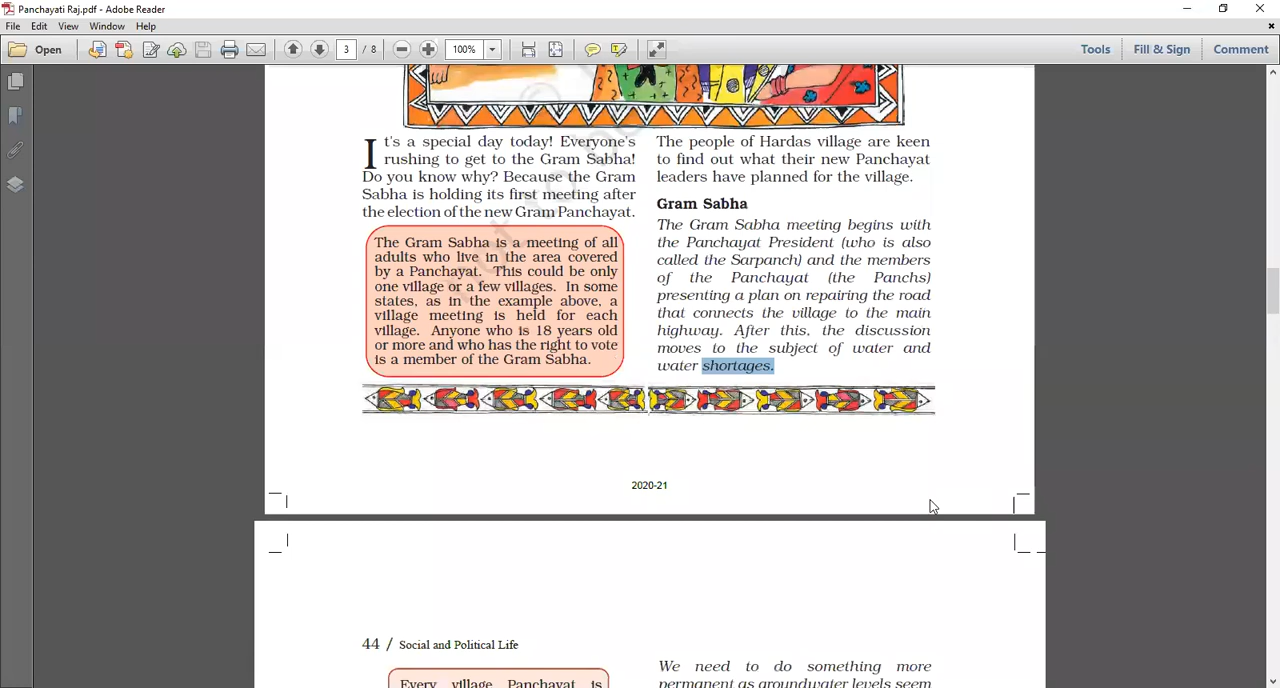 Panchayati Raj.pdf - Adobe Reader
File Edit View Window Help
Open 3 / 8 100% Tools Fill & Sign Comment
It's a special day today! Everyone's
rushing to get to the Gram Sabha!
Do you know why? Because the Gram
Sabha is holding its first meeting after
the election of the new Gram Panchayat.
The Gram Sabha is a meeting of all
adults who live in the area covered
by a Panchayat. This could be only
one village or a few villages. In some
states, as in the example above, a
village meeting is held for each
village. Anyone who is 18 years old
or more and who has the right to vote
is a member of the Gram Sabha.
The people of Hardas village are keen
to find out what their new Panchayat
leaders have planned for the village.
Gram Sabha
The Gram Sabha meeting begins with
the Panchayat President (who is also
called the Sarpanch) and the members
of the Panchayat (the Panchs)
presenting a plan on repairing the road
that connects the village to the main
highway. After this, the discussion
moves to the subject of water and
water shortages.
2020-21
44 / Social and Political Life
Every village Panchayat is
We need to do something more
permanent as groundwater levels seem